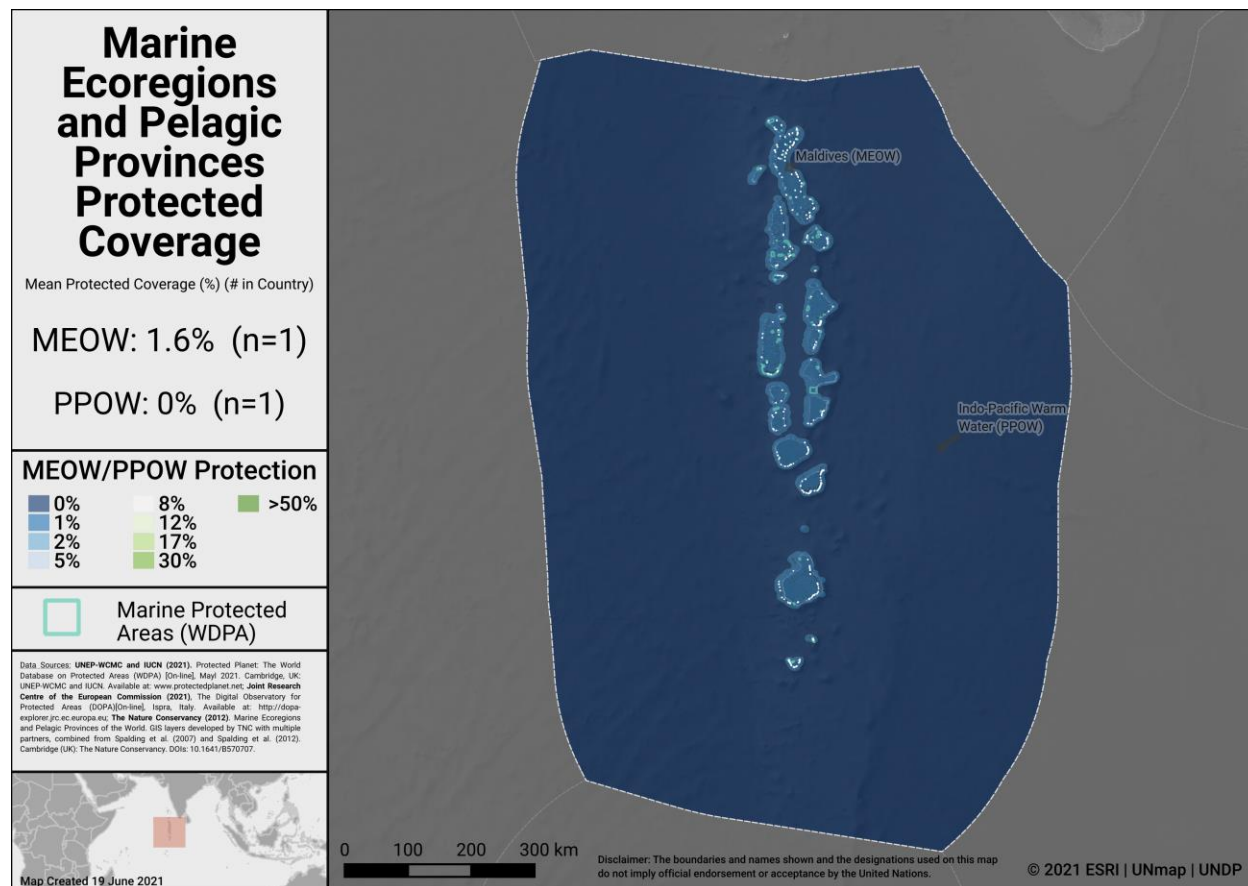 Marine
Ecoregions
and Pelagic
Provinces
Protected
Coverage
Mean Protected Coverage (%) (# in Country)
MEOW: 1.6% (n=1)
PPOW: 0% (n=1)
MEOW/PPOW Protection
0%
1%
2%
5%
8%
12%
17%
30%
>50%
Marine Protected
Areas (WDPA)
Data Sources: UNEP-WCMC and IUCN (2021). Protected Planet: The World
Database on Protected Areas (WDPA) [On-line], Mayl 2021. Cambridge, UK:
UNEP-WCMC and IUCN. Available at: www.protectedplanet.net; Joint Research
Centre of the European Commission (2021), The Digital Observatory for
Protected Areas (DOPA)[On-line], Ispra, Italy. Available at: http://dopa-
explorer.jrc.ec.europa.eu; The Nature Conservancy (2012). Marine Ecoregions
and Pelagic Provinces of the World. GIS layers developed by TNC with multiple
partners, combined from Spalding et al. (2007) and Spalding et al. (2012).
Cambridge (UK): The Nature Conservancy. DOIs: 10.1641/B570707.
Map Created 19 June 2021
Maldives (MEOW)
Indo-Pacific Warm
Water (PPOW)
0 100 200 300 km
Disclaimer: The boundaries and names shown and the designations used on this map
do not imply official endorsement or acceptance by the United Nations.
© 2021 ESRI | UNmap | UNDP